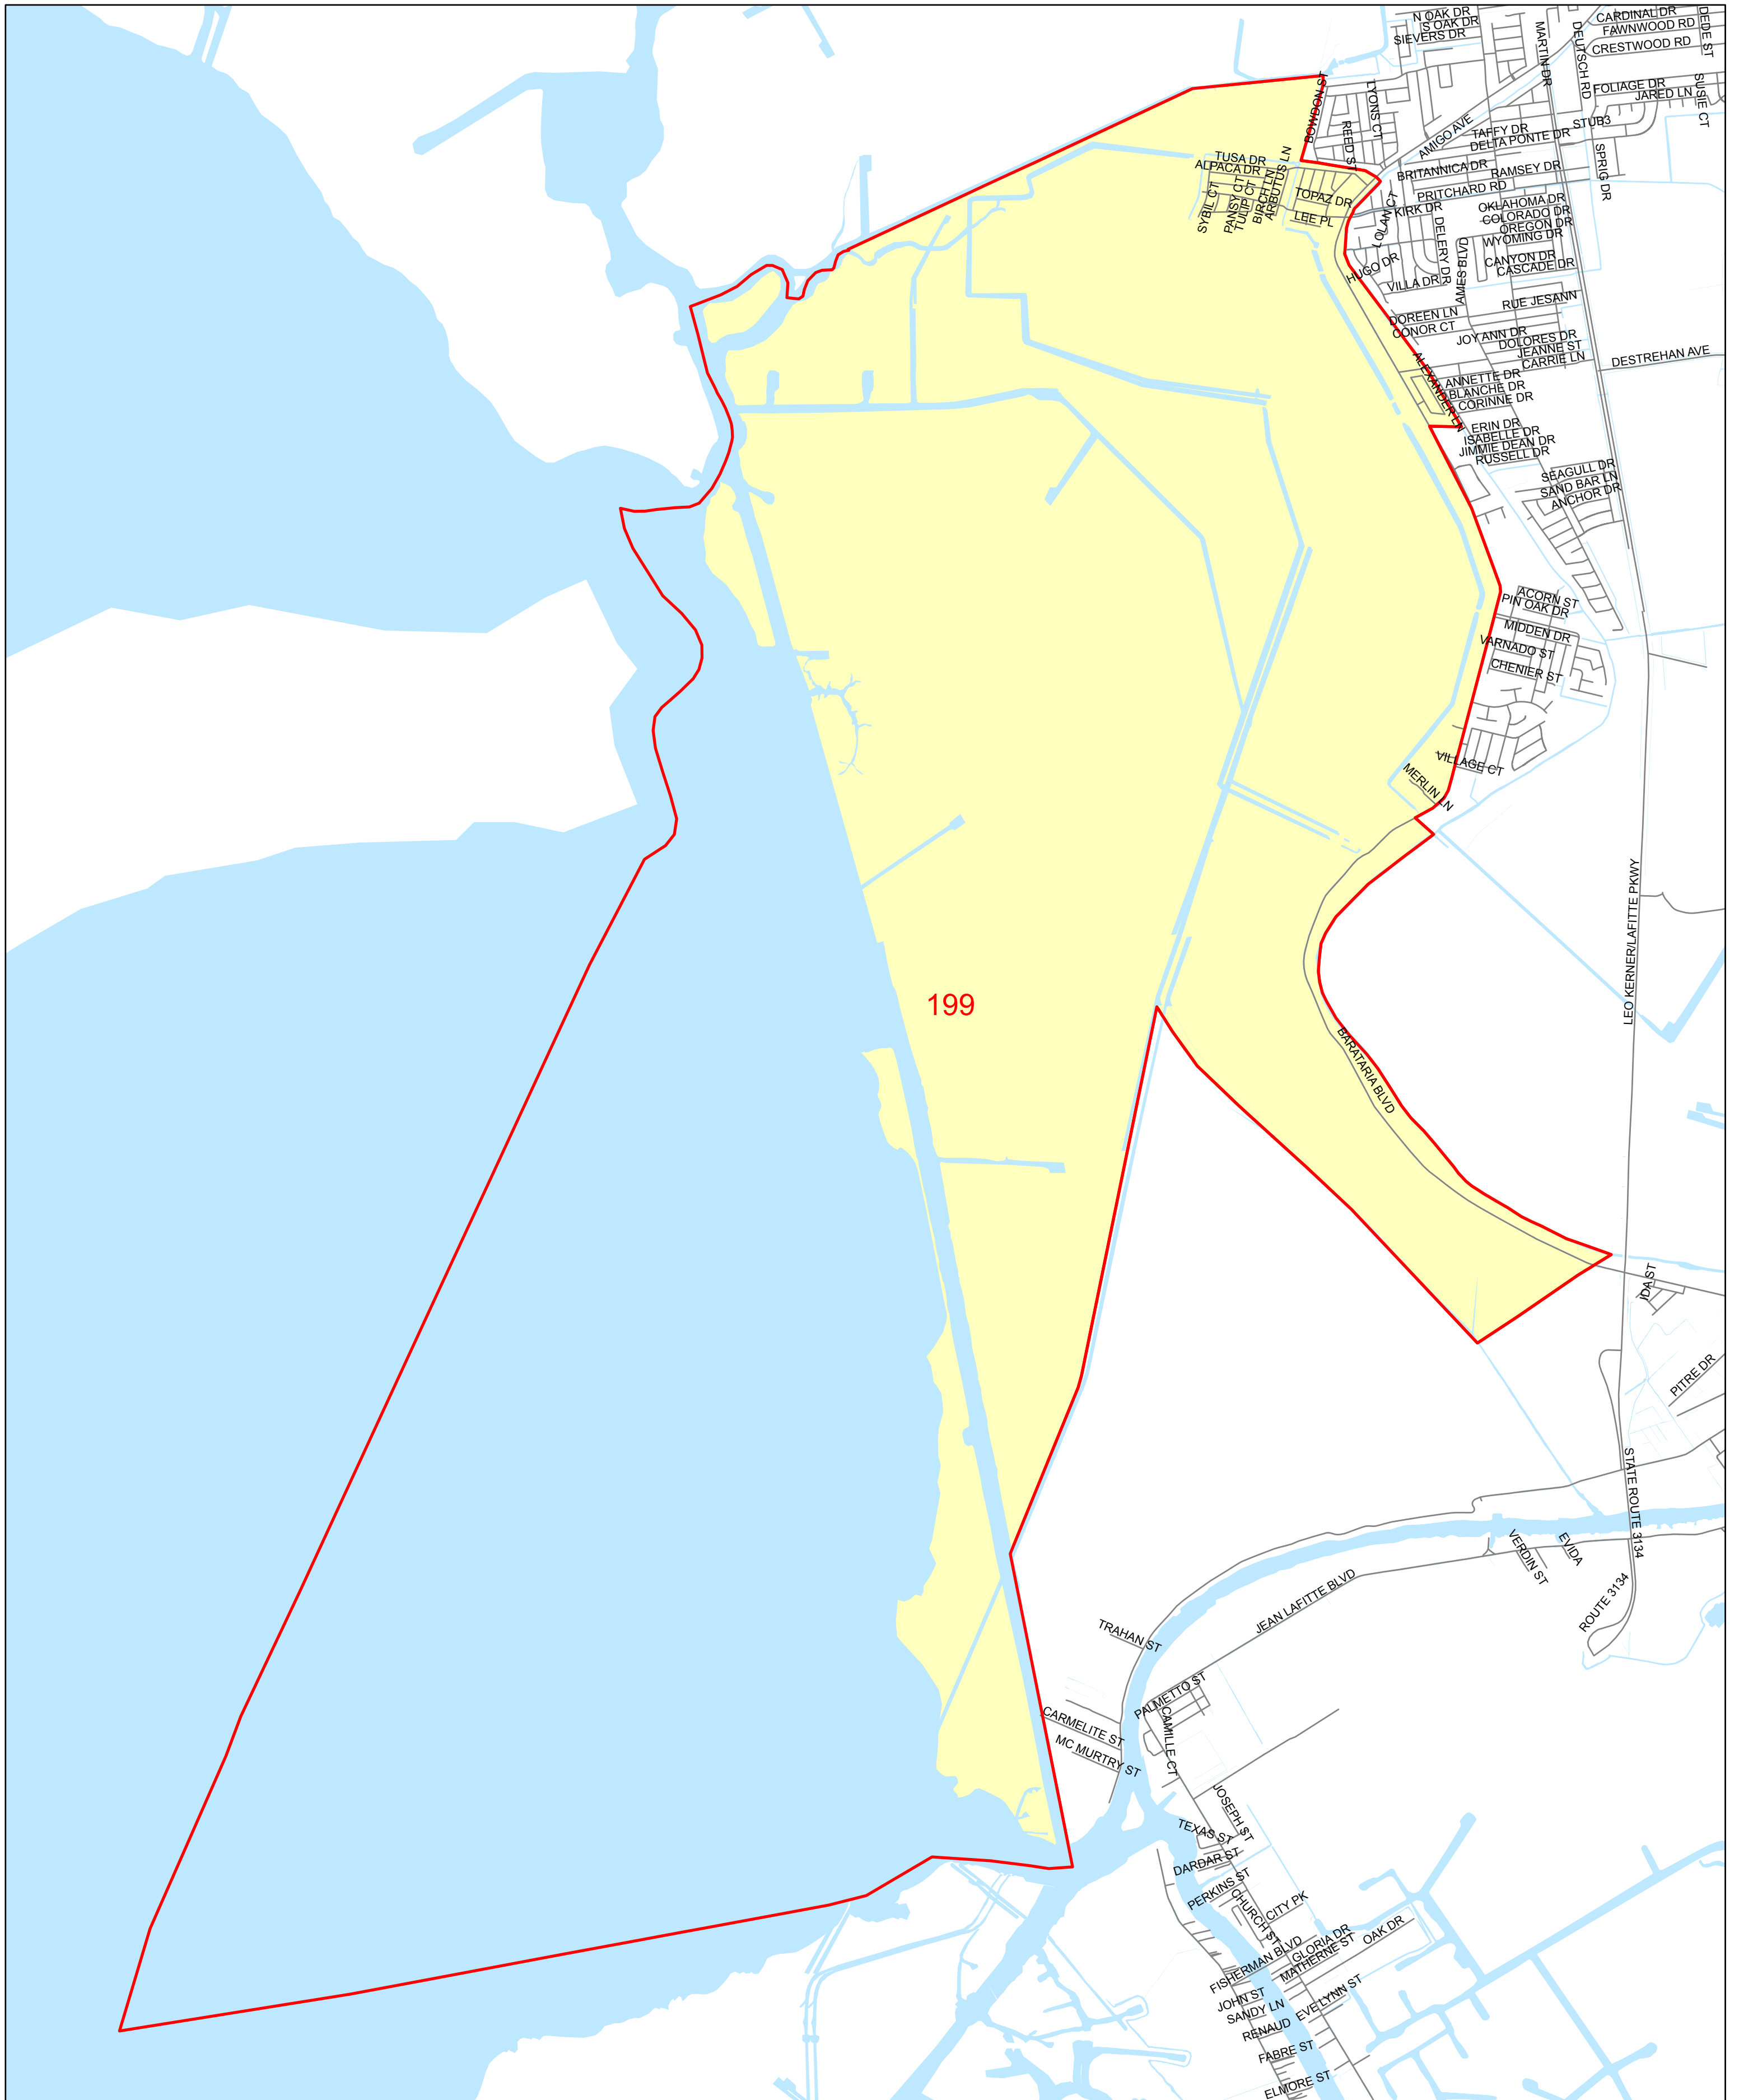 N OAK DR
S OAK DR
SIEVERS DR
MARTIN DR
DEUTSCH RD
CARDINAL DR
FAWNWOOD RD
CRESTWOOD RD
DEDE ST
FOLIAGE DR
JARED LN
SUSIE CT
BOWDON ST
LYONS CT
REED ST
AMIGO AVE
TAFFY DR
DELTA PONTE DR
STUB3
SPRIG DR
TUSA DR
ALPACA DR
SYBIL CT
PANSY CT
TULIP CT
BIRCH LN
ARBUTUS LN
TOPAZ DR
LEE PL
BRITANNICA DR
RAMSEY DR
PRITCHARD RD
KIRK DR
LOLAN CT
OKLAHOMA DR
COLORADO DR
OREGON DR
WYOMING DR
DELERY DR
AMES BLVD
CANYON DR
CASCADE DR
HUGO DR
VILLA DR
RUE JESANN
DOREEN LN
CONOR CT
JOY ANN DR
DOLORES DR
JEANNE ST
CARRIE LN
DESTREHAN AVE
ALEXANDER LN
ANNETTE DR
BLANCHE DR
CORINNE DR
ERIN DR
ISABELLE DR
JIMMIE DEAN DR
RUSSELL DR
SEAGULL DR
SAND BAR LN
ANCHOR DR
ACORN ST
PIN OAK DR
MIDDEN DR
VARNADO ST
CHENIER ST
VILLAGE CT
MERLIN LN
LEO KERNER/LAFITTE PKWY
199
BARATARIA BLVD
IDA ST
PITRE DR
STATE ROUTE 3134
VERDIN ST
EVIDA
ROUTE 3134
JEAN LAFITTE BLVD
TRAHAN ST
PALMETTO ST
CARMELITE ST
MC MURTRY ST
CAMILLE CT
JOSEPH ST
TEXAS ST
DARDAR ST
PERKINS ST
CHURCH ST
CITY PK
FISHERMAN BLVD
GLORIA DR
MATHERNE ST
OAK DR
JOHN ST
SANDY LN
EVE LYNN ST
RENAUD
FABRE ST
ELMORE ST